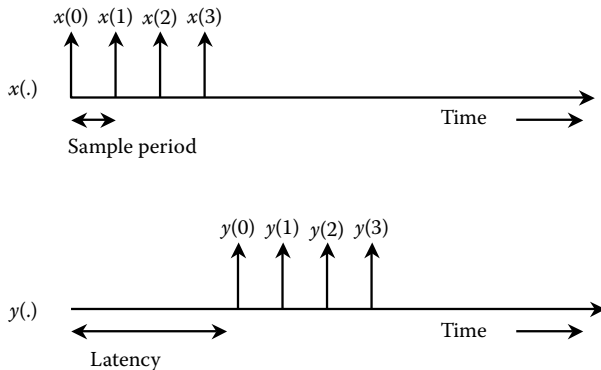 x(0) x(1) x(2) x(3)
x(.)
Time
Sample period
y(0) y(1) y(2) y(3)
y(.)
Time
Latency